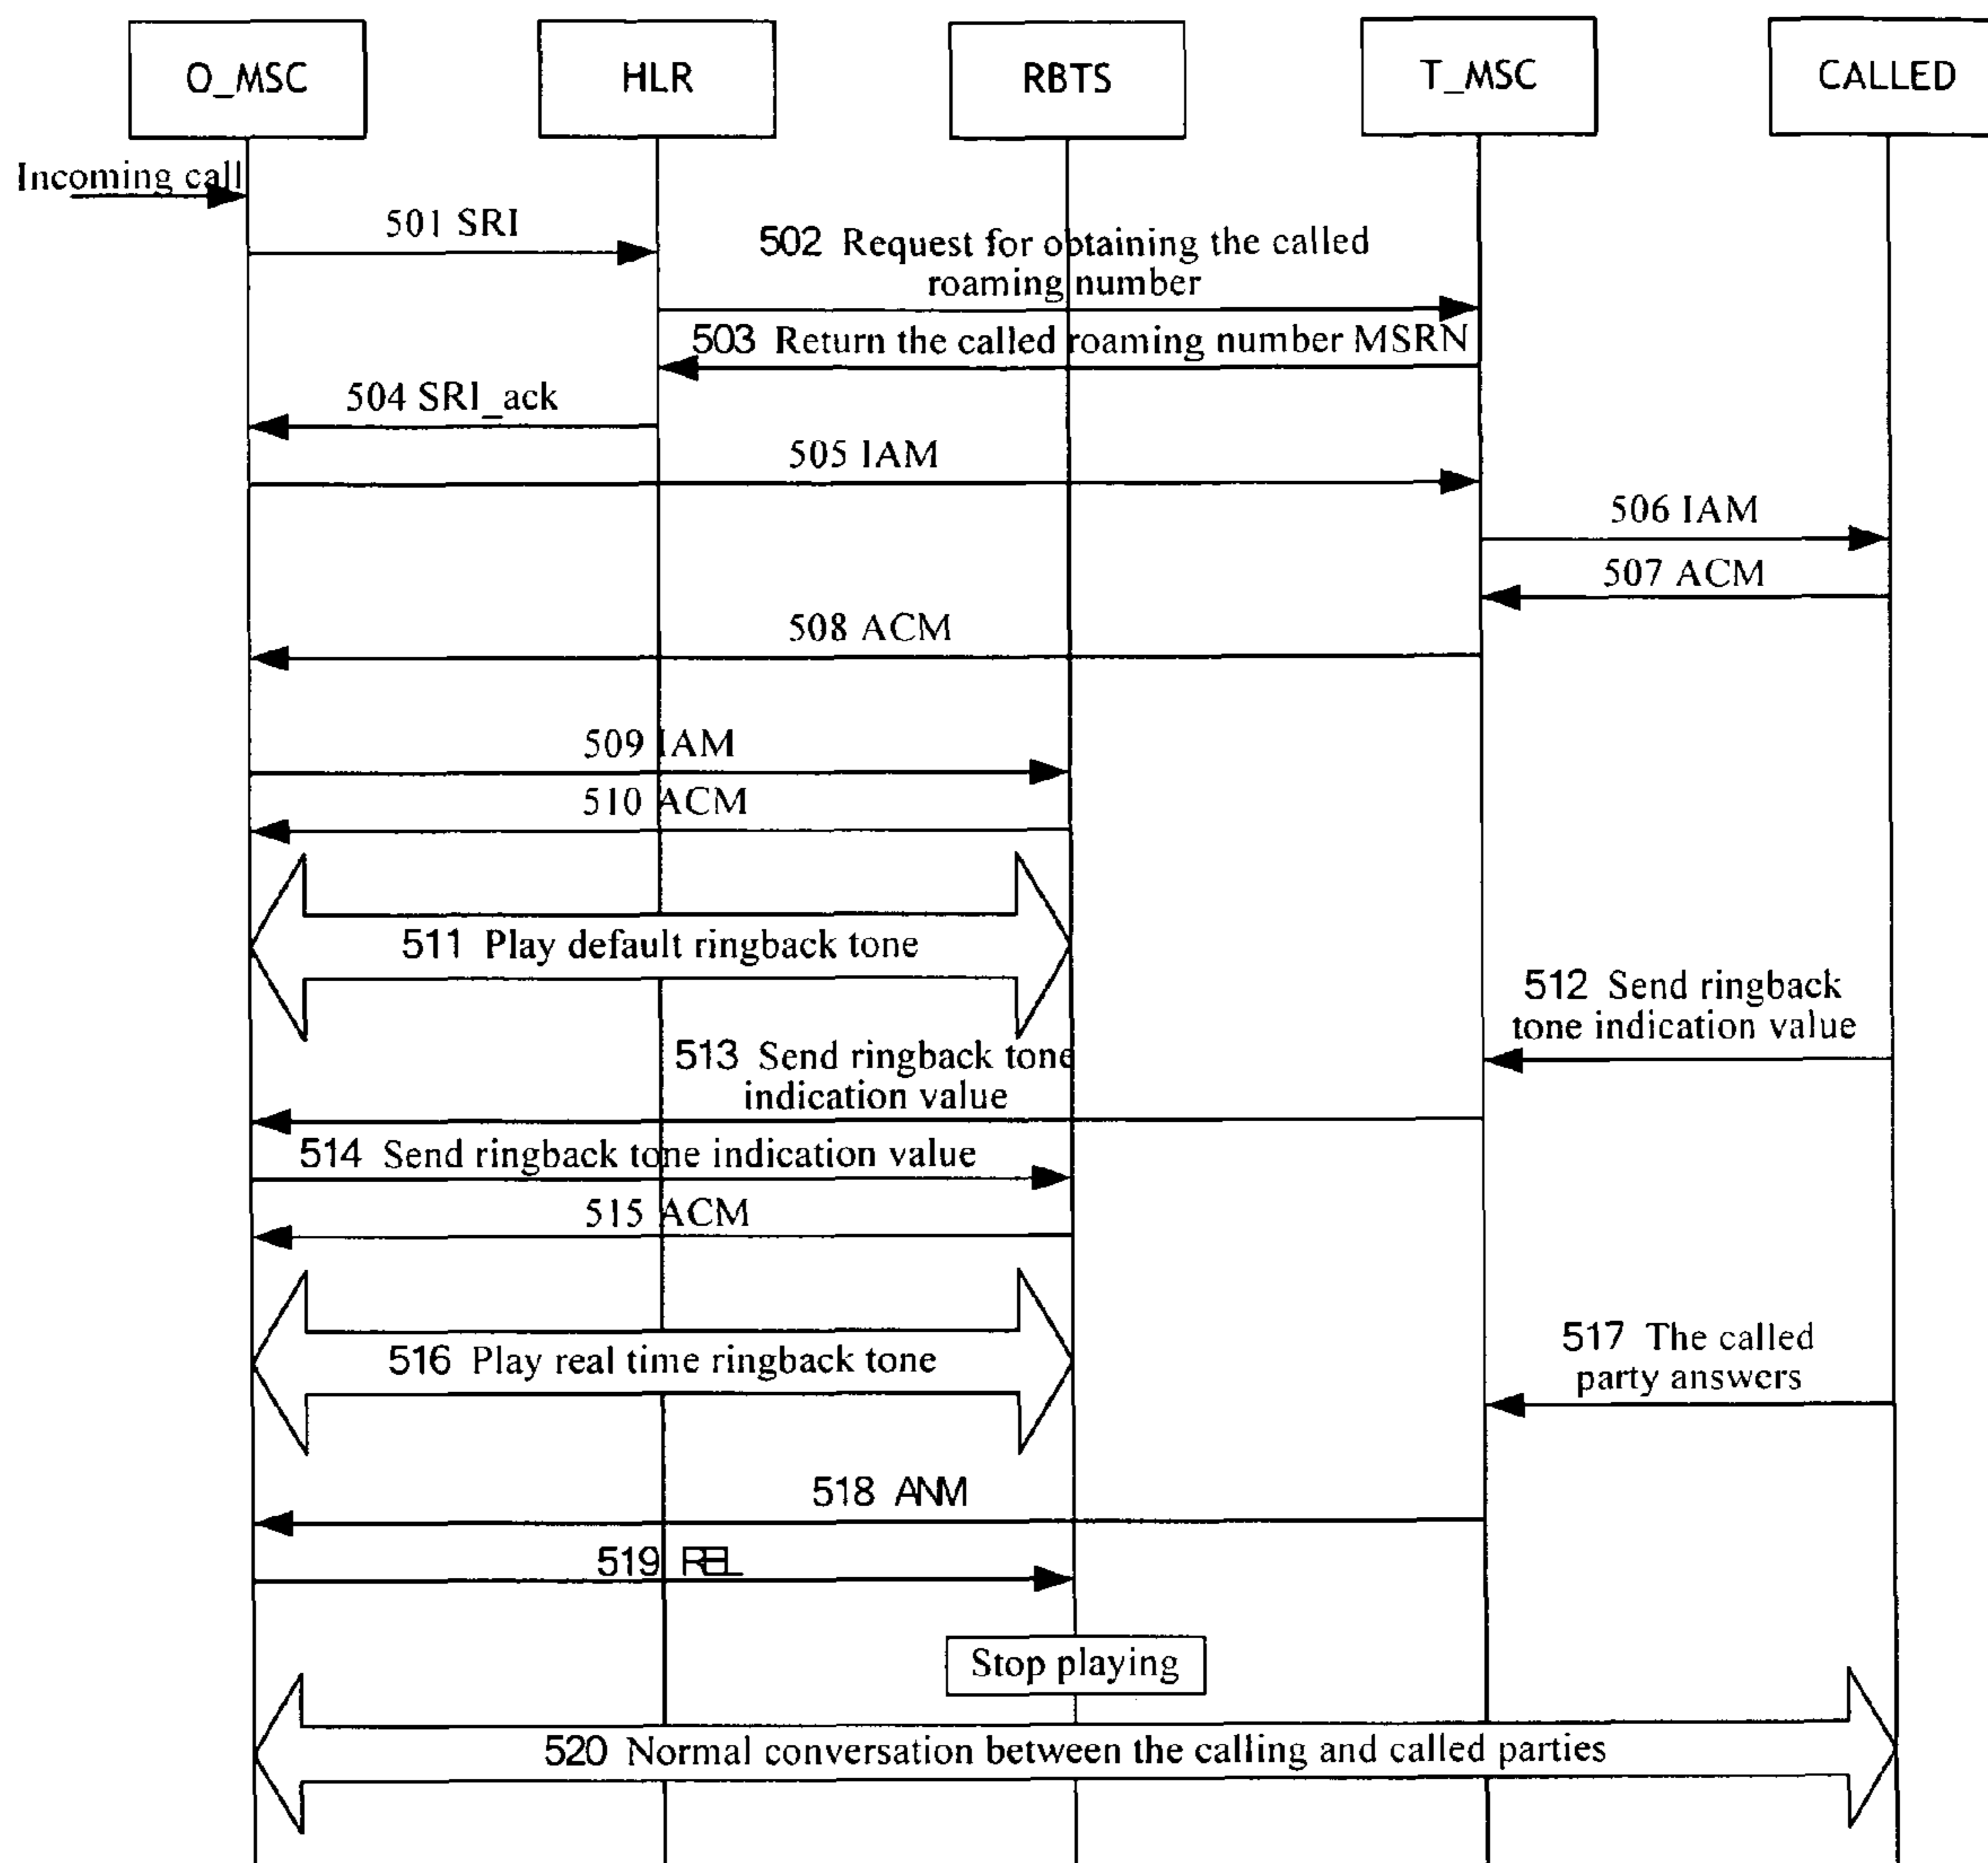 O_MSC
HLR
RBTS
T_MSC
CALLED
Incoming call
501 SRI
502 Request for obtaining the called
roaming number
503 Return the called roaming number MSRN
504 SRI_ack
505 IAM
506 IAM
507 ACM
508 ACM
509 IAM
510 ACM
511 Play default ringback tone
512 Send ringback
tone indication value
513 Send ringback tone
indication value
514 Send ringback tone indication value
515 ACM
516 Play real time ringback tone
517 The called
party answers
518 ANM
519 REL
Stop playing
520 Normal conversation between the calling and called parties